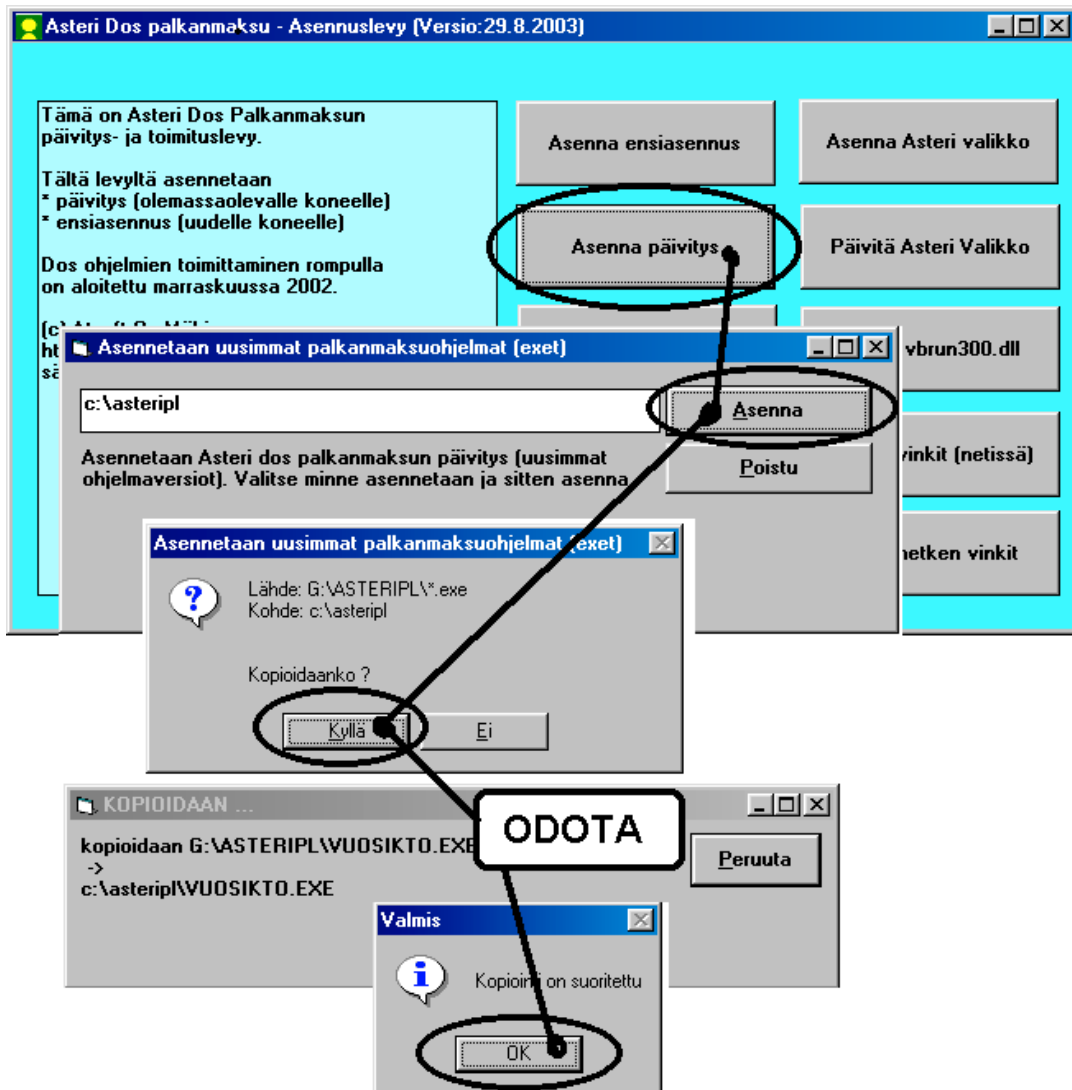 Asteri Dos palkanmaksu - Asennuslevy (Versio:29.8.2003)
Tämä on Asteri Dos Palkanmaksun
päivitys- ja toimituslevy.
Tältä levyltä asennetaan
* päivitys (olemassaolevalle koneelle)
* ensiasennus (uudelle koneelle)
Dos ohjelmien toimittaminen rompulla
on aloitettu marraskuussa 2002.
(c)
ht
sä
Asenna ensiasennus
Asenna Asteri valikko
Asenna päivitys
Päivitä Asteri Valikko
vbrun300.dll
vinkit (netissä)
hetken vinkit
Asennetaan uusimmat palkanmaksuohjelmat (exet)
c:\asteripl
Asenna
Asennetaan Asteri dos palkanmaksun päivitys (uusimmat
ohjelmaversiot). Valitse minne asennetaan ja sitten asenna
Poistu
Asennetaan uusimmat palkanmaksuohjelmat (exet)
Lähde: G:\ASTERIPL\*.exe
Kohde: c:\asteripl
Kopioidaanko ?
Kyllä
Ei
KOPIOIDAAN ...
kopioidaan G:\ASTERIPL\VUOSIKTO.EXE
->
c:\asteripl\VUOSIKTO.EXE
ODOTA
Peruuta
Valmis
Kopiointi on suoritettu
OK